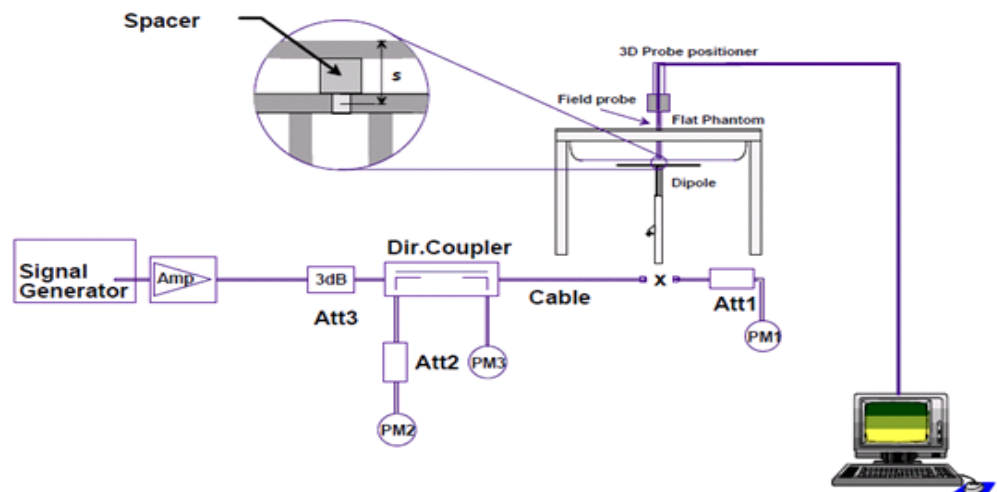 Spacer
s
3D Probe positioner
Field probe
Flat Phantom
Dipole
Signal
Generator
Amp
3dB
Att3
Dir.Coupler
Cable
x
Att1
PM1
Att2
PM3
PM2